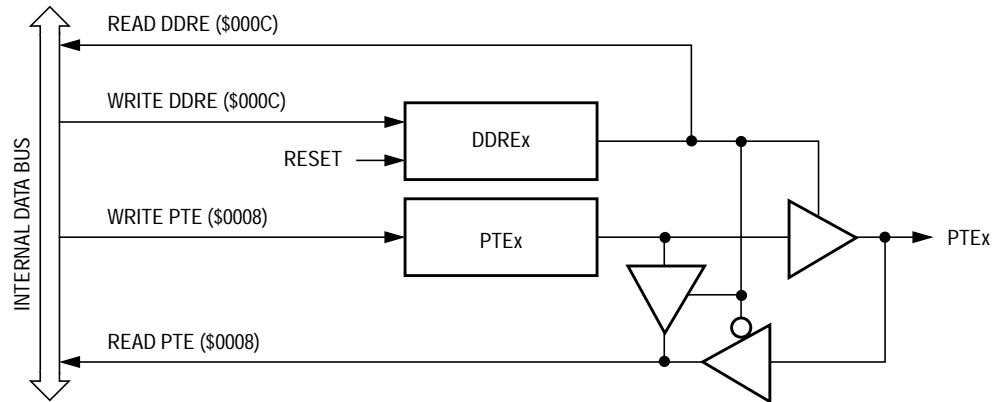 READ DDRE ($000C)
WRITE DDRE ($000C)
DDREx
RESET
WRITE PTE ($0008)
PTEx
PTEx
READ PTE ($0008)
INTERNAL DATA BUS